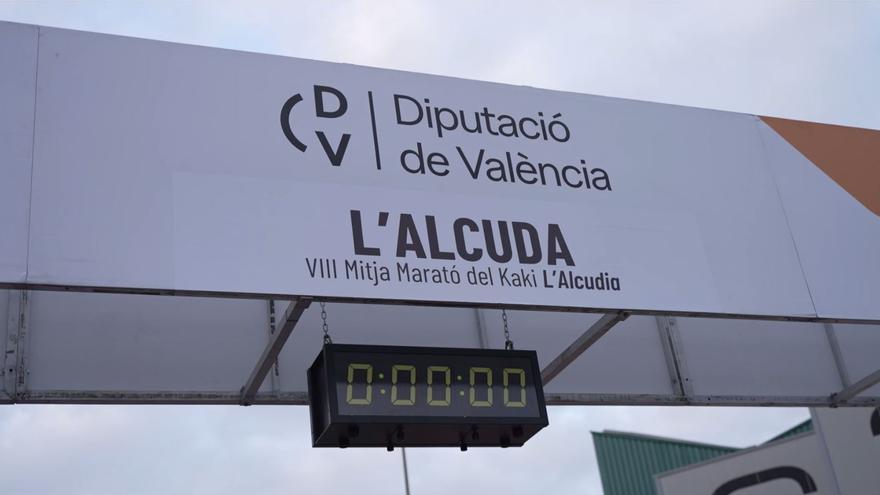 CDV
Diputació
de València
L'ALCUDA
VIII Mitja Marató del Kaki L'Alcudia
0:00:00